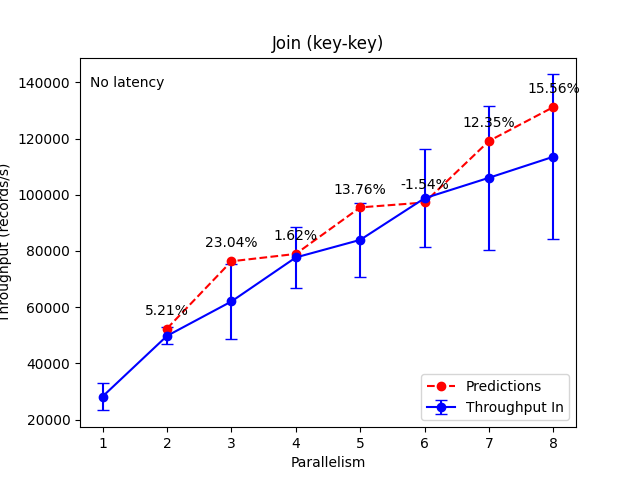 Join (key-key)
No latency
140000
120000
100000
80000
60000
40000
20000
Throughput (records/s)
5.21%
23.04%
1.62%
13.76%
-1.54%
12.35%
15.56%
Predictions
Throughput In
1 2 3 4 5 6 7 8
Parallelism